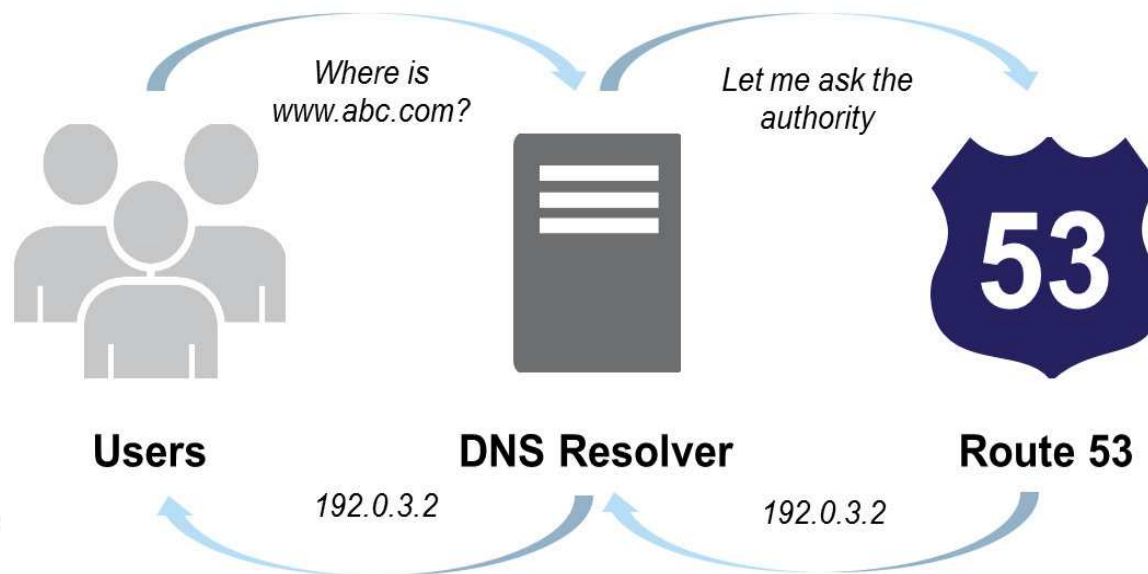 Where is
www.abc.com?
Let me ask the
authority
53
Users
DNS Resolver
Route 53
192.0.3.2
192.0.3.2